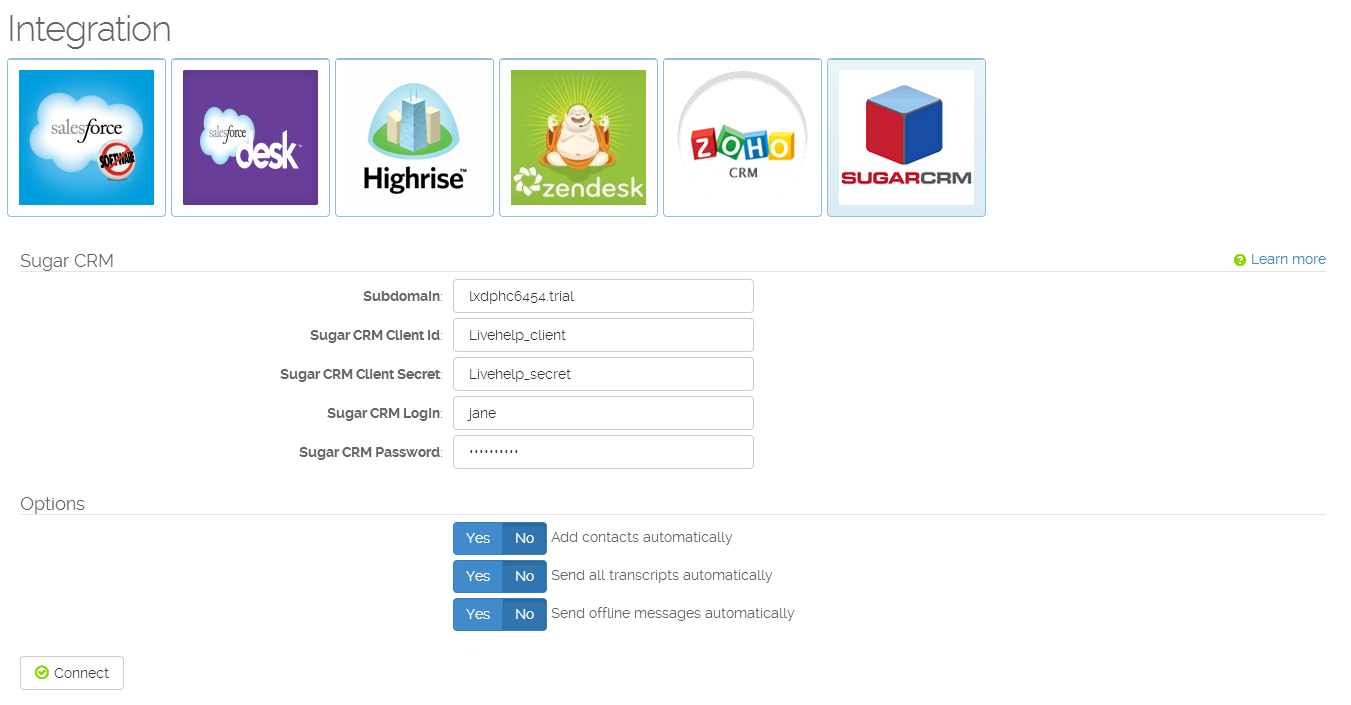 Integration
salesforce
SOFTWARE
salesforce
desk™
Highrise™
zendesk
ZOHO
CRM
SUGARCRM
Sugar CRM
Learn more
Subdomain: lxdphc6454.trial
Sugar CRM Client Id: Livehelp_client
Sugar CRM Client Secret: Livehelp_secret
Sugar CRM Login: jane
Sugar CRM Password: ••••••••••
Options
Yes No Add contacts automatically
Yes No Send all transcripts automatically
Yes No Send offline messages automatically
Connect